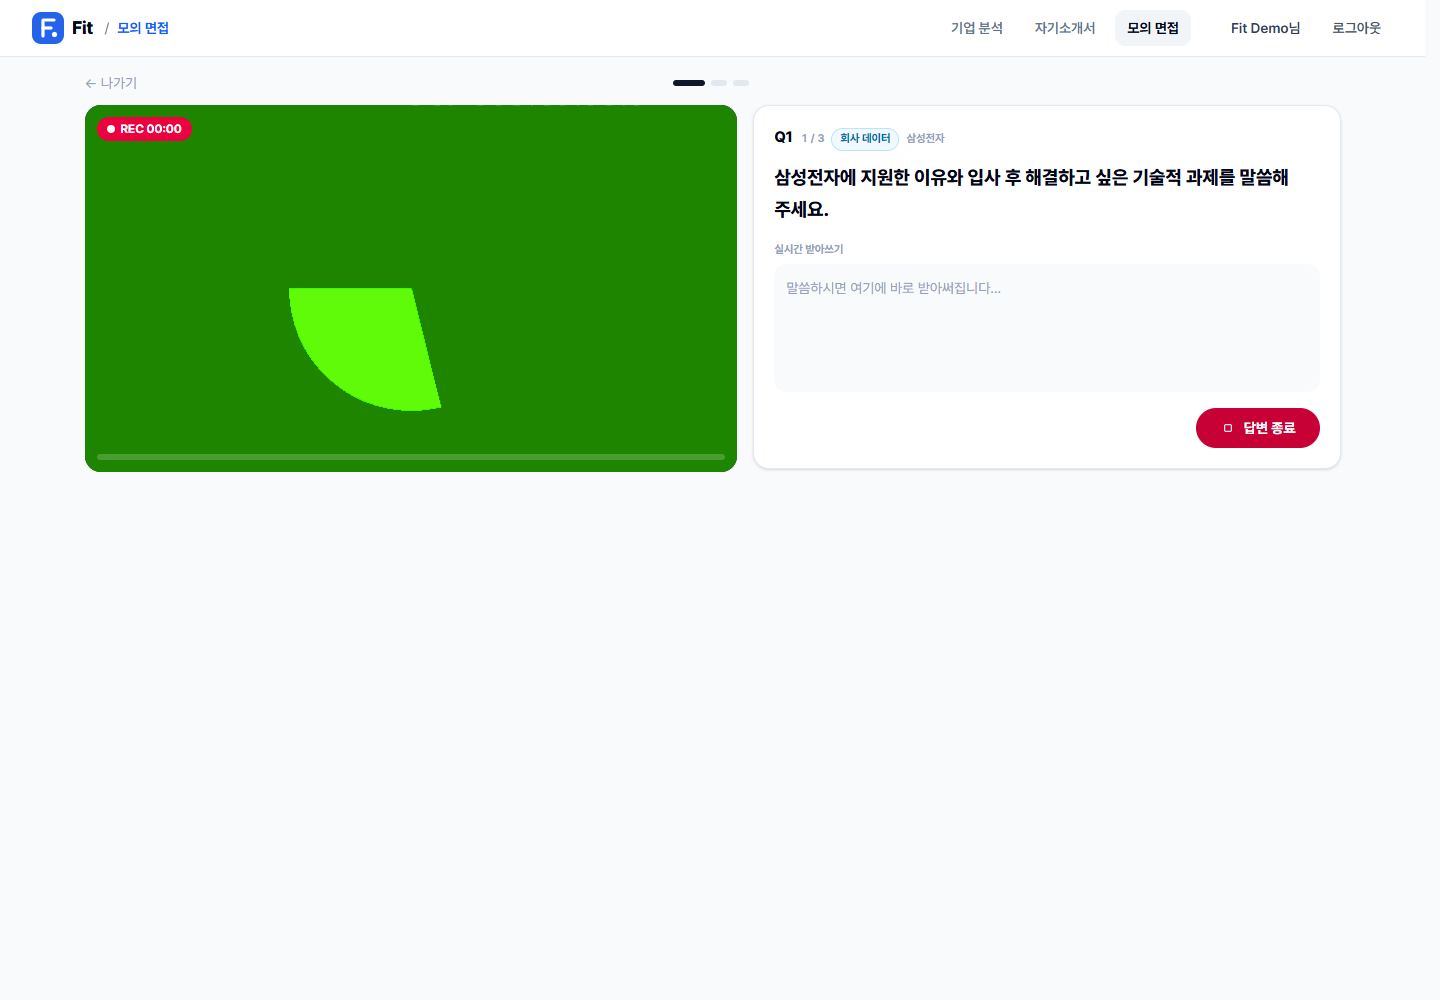 F.
Fit / 모의 면접
기업 분석
자기소개서
모의 면접
Fit Demo님
로그아웃
← 나가기
REC 00:00
Q1 1 / 3 회사 데이터 삼성전자
삼성전자에 지원한 이유와 입사 후 해결하고 싶은 기술적 과제를 말씀해
주세요.
실시간 받아쓰기
말씀하시면 여기에 바로 받아써집니다...
답변 종료